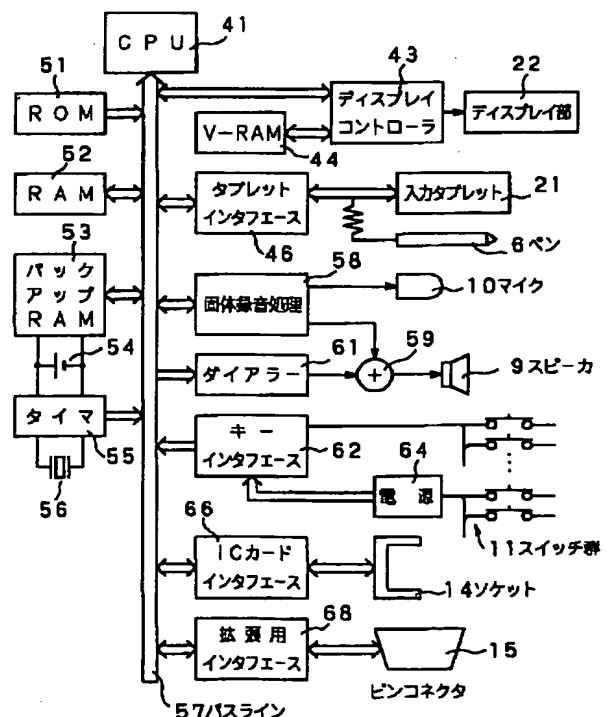 CPU
41
51
ROM
52
RAM
53
バック
アップ
RAM
54
タイマ
55
56
43
ディスプレイ
コントローラ
22
ディスプレイ部
V-RAM
44
タブレット
インタフェース
46
入力タブレット
21
6ペン
58
固体録音処理
10マイク
61
ダイアラー
59
+
9スピーカ
キー
インタフェース
62
64
電源
11スイッチ群
66
ICカード
インタフェース
14ソケット
68
拡張用
インタフェース
15
ピンコネクタ
57バスライン